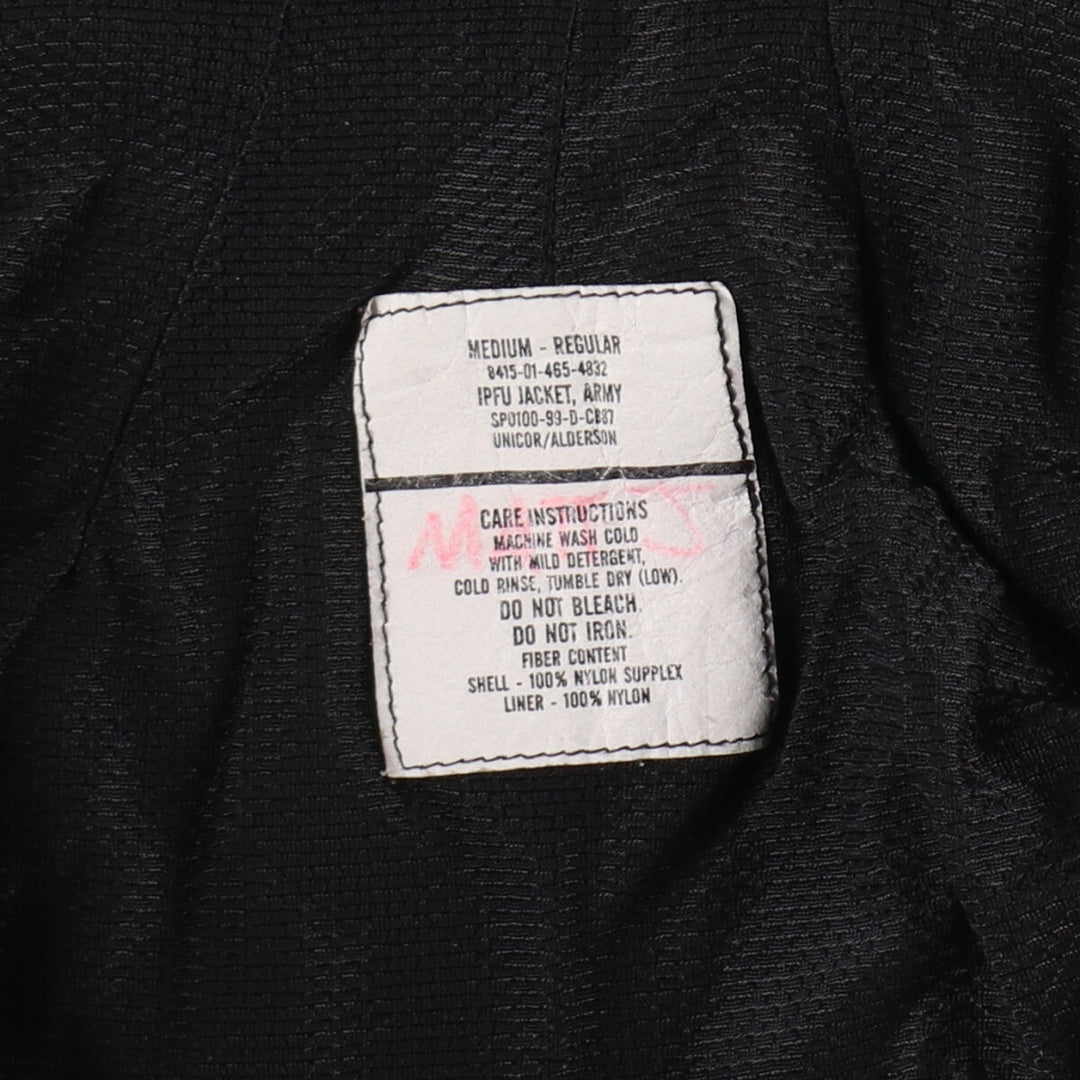 MEDIUM - REGULAR
8415-01-465-4832
IPFU JACKET, ARMY
SP0100-99-D-CB87
UNICOR/ALDERSON
CARE INSTRUCTIONS
MACHINE WASH COLD
WITH MILD DETERGENT,
COLD RINSE, TUMBLE DRY (LOW).
DO NOT BLEACH.
DO NOT IRON.
FIBER CONTENT
SHELL - 100% NYLON SUPPLEX
LINER - 100% NYLON